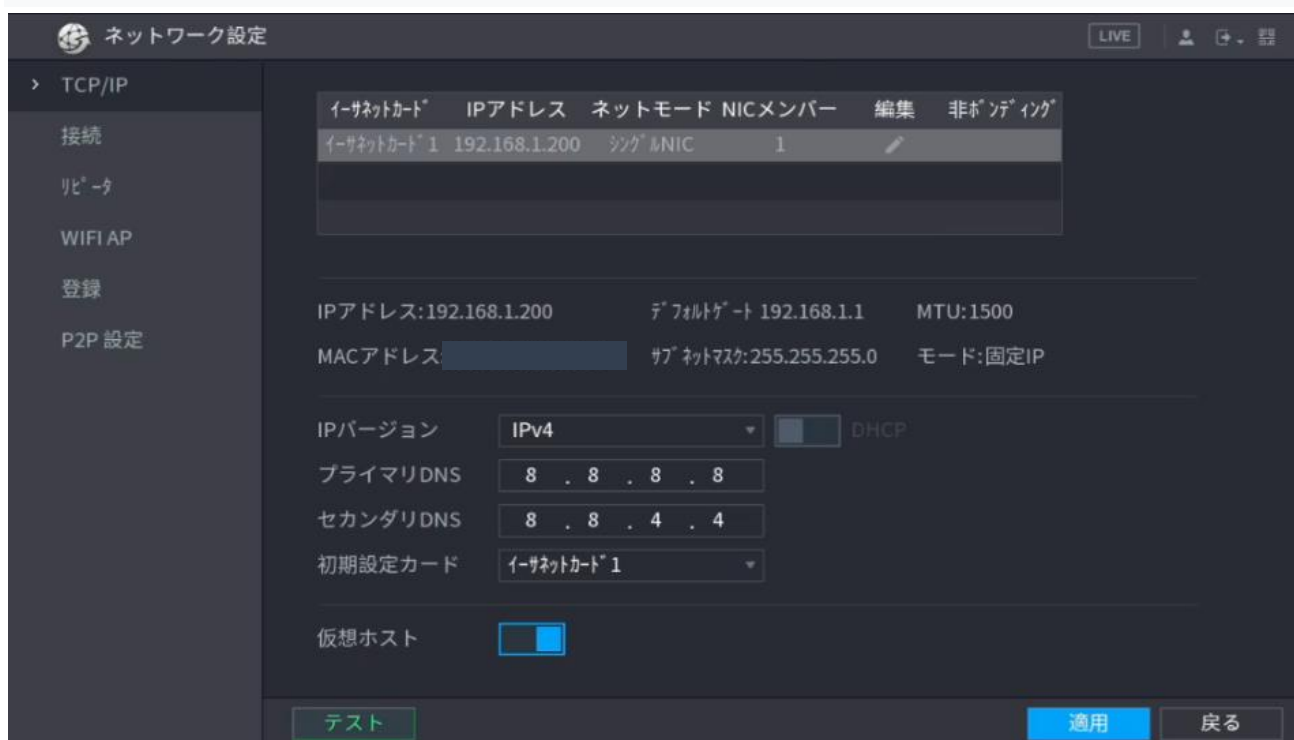 ネットワーク設定
LIVE
TCP/IP
接続
ﾘﾋﾟｰﾀ
WIFI AP
登録
P2P 設定
ｲｰｻﾈｯﾄｶｰﾄﾞ IPアドレス ネットモード NICメンバー 編集 非ﾎﾞﾝﾃﾞｨﾝｸﾞ
ｲｰｻﾈｯﾄｶｰﾄﾞ1 192.168.1.200 ｼﾝｸﾞﾙNIC 1
IPアドレス:192.168.1.200 ﾃﾞﾌｫﾙﾄｹﾞｰﾄ 192.168.1.1 MTU:1500
MACアドレス: ｻﾌﾞﾈｯﾄﾏｽｸ:255.255.255.0 モード:固定IP
IPバージョン IPv4 DHCP
プライマリDNS 8 . 8 . 8 . 8
セカンダリDNS 8 . 8 . 4 . 4
初期設定カード ｲｰｻﾈｯﾄｶｰﾄﾞ1
仮想ホスト
テスト 適用 戻る